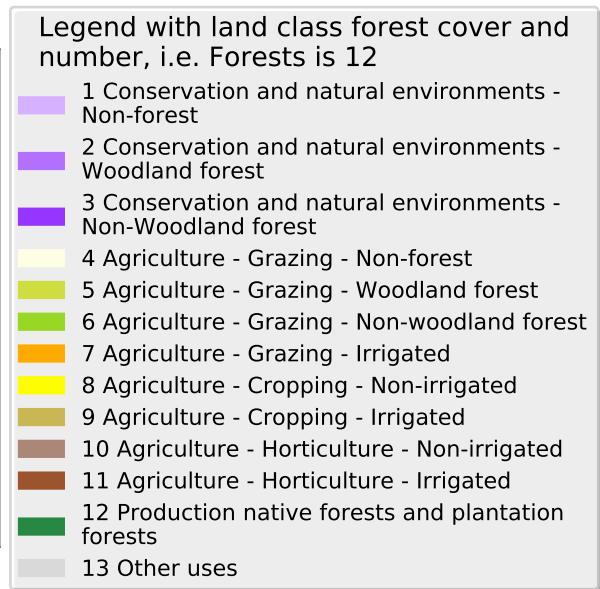 Legend with land class forest cover and
number, i.e. Forests is 12
1 Conservation and natural environments -
Non-forest
2 Conservation and natural environments -
Woodland forest
3 Conservation and natural environments -
Non-Woodland forest
4 Agriculture - Grazing - Non-forest
5 Agriculture - Grazing - Woodland forest
6 Agriculture - Grazing - Non-woodland forest
7 Agriculture - Grazing - Irrigated
8 Agriculture - Cropping - Non-irrigated
9 Agriculture - Cropping - Irrigated
10 Agriculture - Horticulture - Non-irrigated
11 Agriculture - Horticulture - Irrigated
12 Production native forests and plantation
forests
13 Other uses